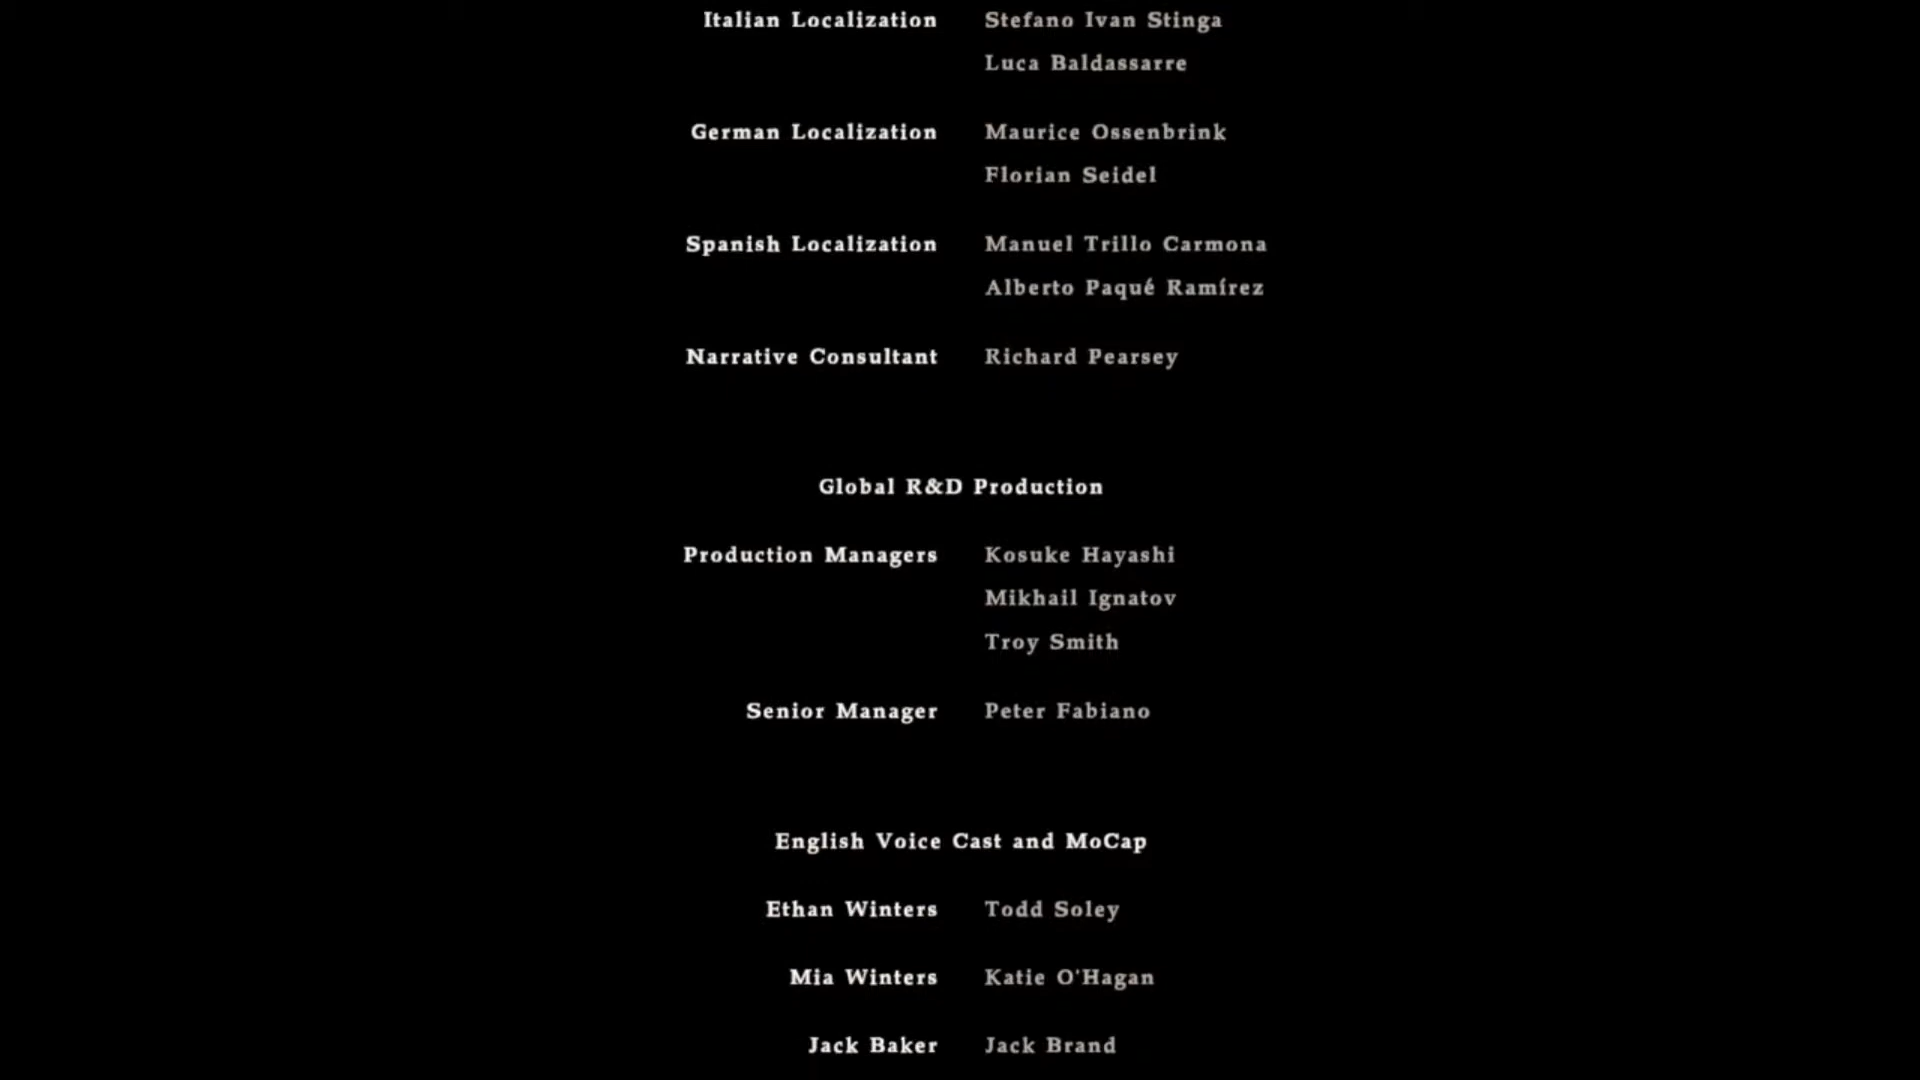 Italian Localization Stefano Ivan Stinga
Luca Baldassarre
German Localization Maurice Ossenbrink
Florian Seidel
Spanish Localization Manuel Trillo Carmona
Alberto Paqué Ramírez
Narrative Consultant Richard Pearsey
Global R&D Production
Production Managers Kosuke Hayashi
Mikhail Ignatov
Troy Smith
Senior Manager Peter Fabiano
English Voice Cast and MoCap
Ethan Winters Todd Soley
Mia Winters Katie O'Hagan
Jack Baker Jack Brand